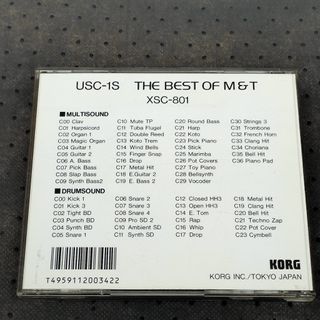 USC-1S THE BEST OF M&T
XSC-801
MULTISOUND
C00 Clav
C01 Harpsicord
C02 Organ 1
C03 Magic Organ
C04 Guitar 1
C05 Guitar 2
C06 A. Bass
C07 Pick Bass
C08 Slap Bass
C09 Synth Bass2
C10 Mute TP
C11 Tuba Flugel
C12 Double Reed
C13 Koto Trem
C14 Wind Bells
C15 Finger Snap
C16 Drop
C17 Metal Hit
C18 E.Guitar 2
C19 E. Bass 2
C20 Round Bass
C21 Harp
C22 Koto
C23 Pick Piano
C24 Stick
C25 Marimba
C26 Pot Covers
C27 Toy Piano
C28 Bellsynth
C29 Vocoder
C30 Strings 3
C31 Trombone
C32 French Horn
C33 Clang Hit
C34 Choriana
C35 Bell Hit
C36 Piano Pad
DRUMSOUND
C00 Kick 1
C01 Kick 3
C02 Tight BD
C03 Punch BD
C04 Synth BD
C05 Snare 1
C06 Snare 2
C07 Snare 3
C08 Snare 4
C09 Pro SD 2
C10 Ambient SD
C11 Synth SD
C12 Closed HH3
C13 Open HH3
C14 E. Tom
C15 Rap
C16 Whip
C17 Drop
C18 Metal Hit
C19 Clang Hit
C20 Bell Hit
C21 Techno Zap
C22 Pot Cover
C23 Cymbell
T4959112003422
KORG
KORG INC./TOKYO JAPAN